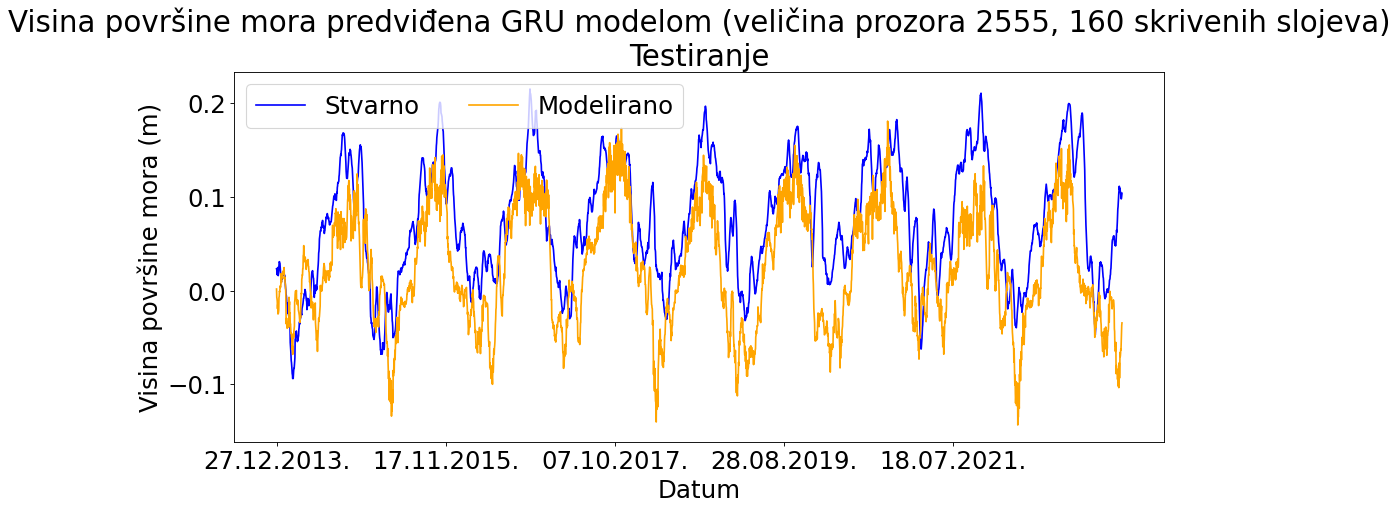 Visina površine mora predviđena GRU modelom (veličina prozora 2555, 160 skrivenih slojeva)
Testiranje
Stvarno
Modelirano
Visina površine mora (m)
0.2
0.1
0.0
−0.1
27.12.2013.
17.11.2015.
07.10.2017.
28.08.2019.
18.07.2021.
Datum